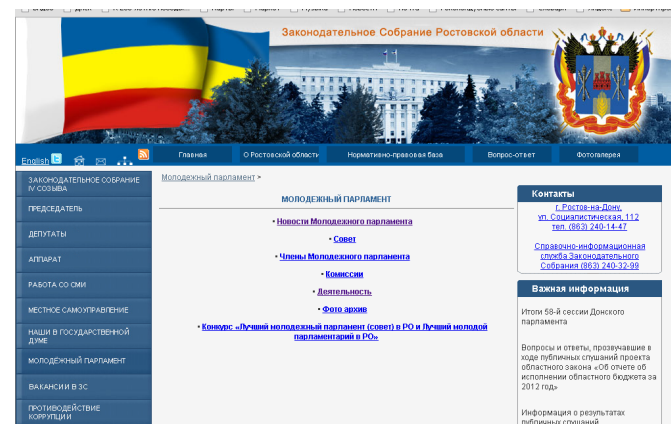 Законодательное Собрание Ростовской области
English
Главная
О Ростовской области
Нормативно-правовая база
Вопрос-ответ
Фотогалерея
ЗАКОНОДАТЕЛЬНОЕ СОБРАНИЕ
IV СОЗЫВА
ПРЕДСЕДАТЕЛЬ
ДЕПУТАТЫ
АППАРАТ
РАБОТА СО СМИ
МЕСТНОЕ САМОУПРАВЛЕНИЕ
НАШИ В ГОСУДАРСТВЕННОЙ
ДУМЕ
МОЛОДЁЖНЫЙ ПАРЛАМЕНТ
ВАКАНСИИ В ЗС
ПРОТИВОДЕЙСТВИЕ
КОРРУПЦИИ
Молодежный парламент >
МОЛОДЕЖНЫЙ ПАРЛАМЕНТ
• Новости Молодежного парламента
• Совет
• Члены Молодежного парламента
• Комиссии
• Деятельность
• Фото архив
• Конкурс «Лучший молодежный парламент (совет) в РО и Лучший молодой
парламентарий в РО»
Контакты
г. Ростов-на-Дону,
ул. Социалистическая, 112
тел. (863) 240-14-47
Справочно-информационная
служба Законодательного
Собрания (863) 240-32-99
Важная информация
Итоги 58-й сессии Донского
парламента
Вопросы и ответы, прозвучавшие в
ходе публичных слушаний проекта
областного закона «Об отчете об
исполнении областного бюджета за
2012 год»
Информация о результатах
публичных слушаний